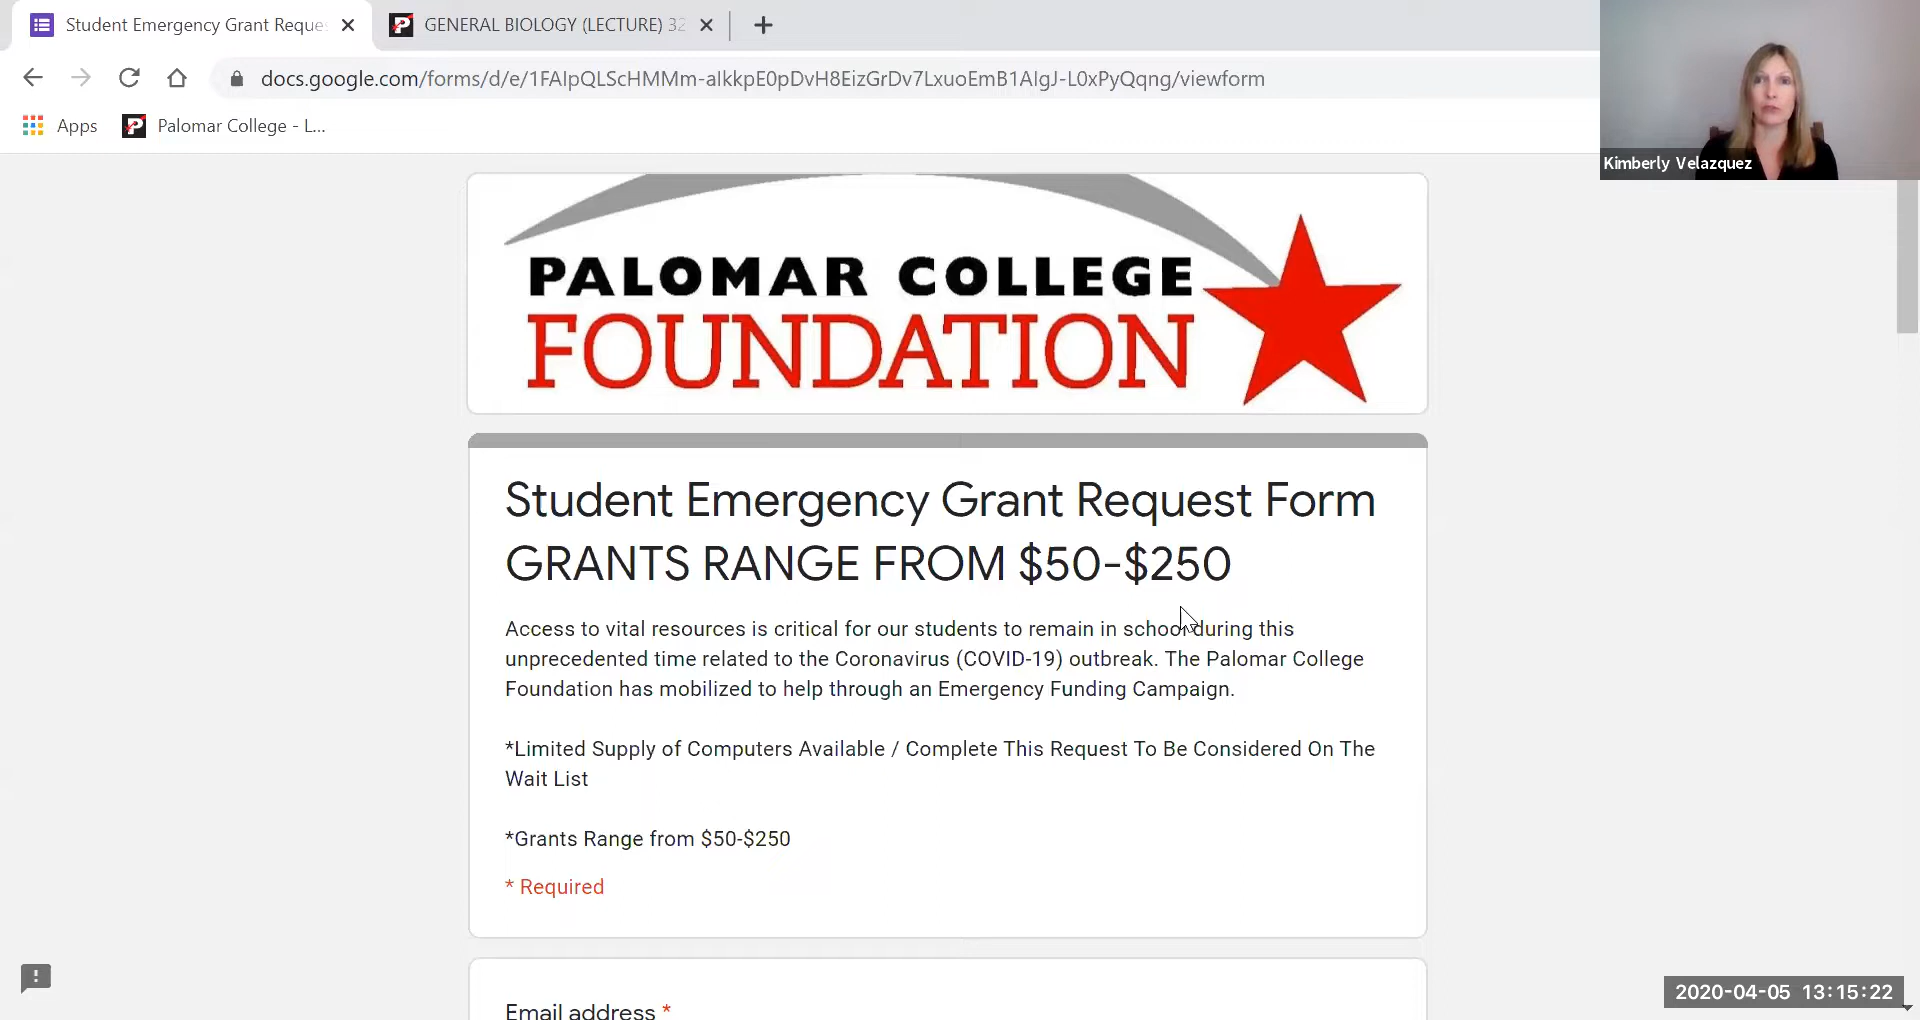 Student Emergency Grant Reque
GENERAL BIOLOGY (LECTURE) 32
docs.google.com/forms/d/e/1FAIpQLScHMMm-alkkpE0pDvH8EizGrDv7LxuoEmB1AIgJ-L0xPyQqng/viewform
Apps
Palomar College - L...
Kimberly Velazquez
PALOMAR COLLEGE
FOUNDATION
Student Emergency Grant Request Form
GRANTS RANGE FROM $50-$250
Access to vital resources is critical for our students to remain in school during this
unprecedented time related to the Coronavirus (COVID-19) outbreak. The Palomar College
Foundation has mobilized to help through an Emergency Funding Campaign.
*Limited Supply of Computers Available / Complete This Request To Be Considered On The
Wait List
*Grants Range from $50-$250
* Required
Email address *
2020-04-05 13:15:22